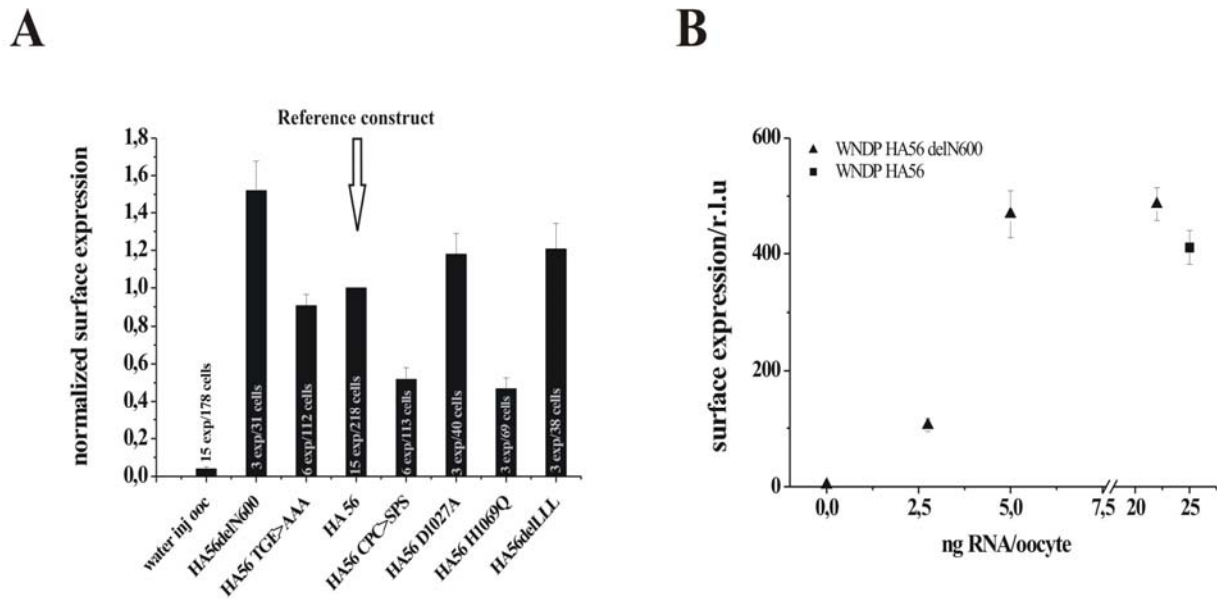 A
B
Reference construct
normalized surface expression
1,8
1,6
1,4
1,2
1,0
0,8
0,6
0,4
0,2
0,0
15 exp/178 cells
3 exp/31 cells
6 exp/112 cells
15 exp/218 cells
6 exp/113 cells
3 exp/40 cells
3 exp/69 cells
3 exp/38 cells
water inj ooc
HA56delN600
HA56 TGE>AAA
HA 56
HA56 CPC>SPS
HA56 D1027A
HA56 H1069Q
HA56delLLL
surface expression/r.l.u
600
400
200
0
WNDP HA56 delN600
WNDP HA56
0,0 2,5 5,0 7,5 20 25
ng RNA/oocyte